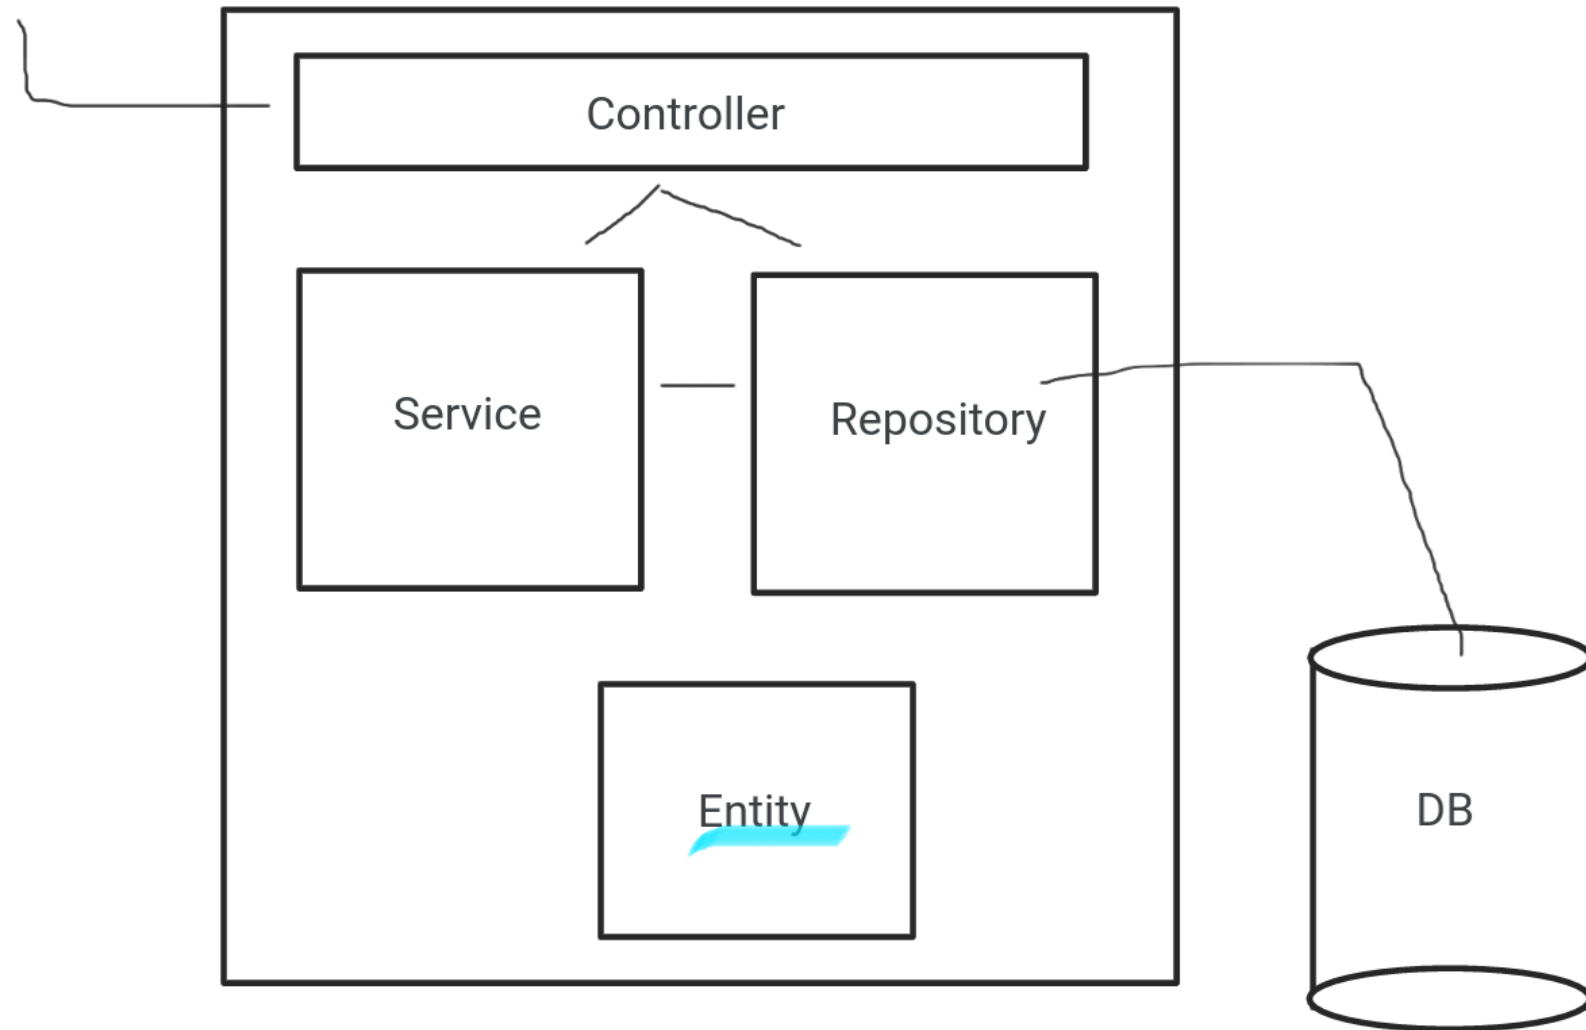 Controller
Service
Repository
Entity
DB